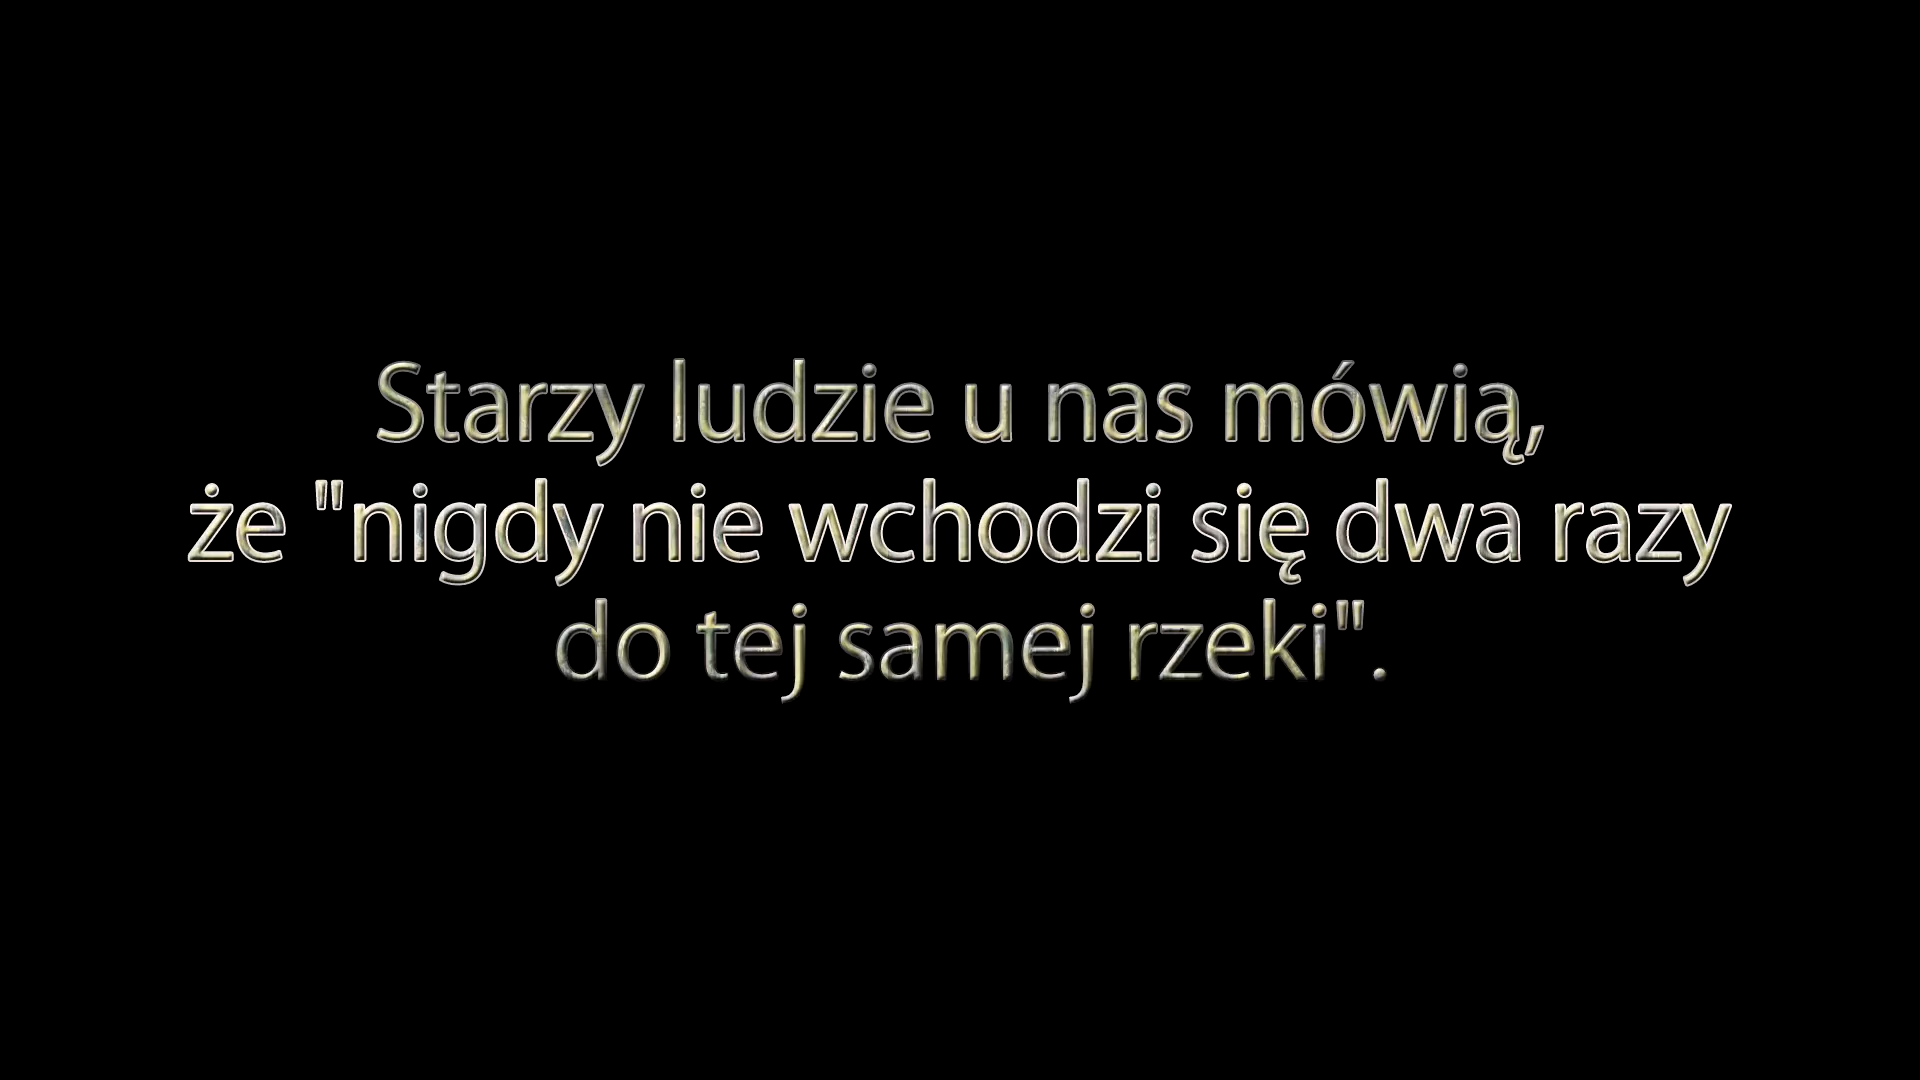 Starzy ludzie u nas mówią,
że "nigdy nie wchodzi się dwa razy
do tej samej rzeki".